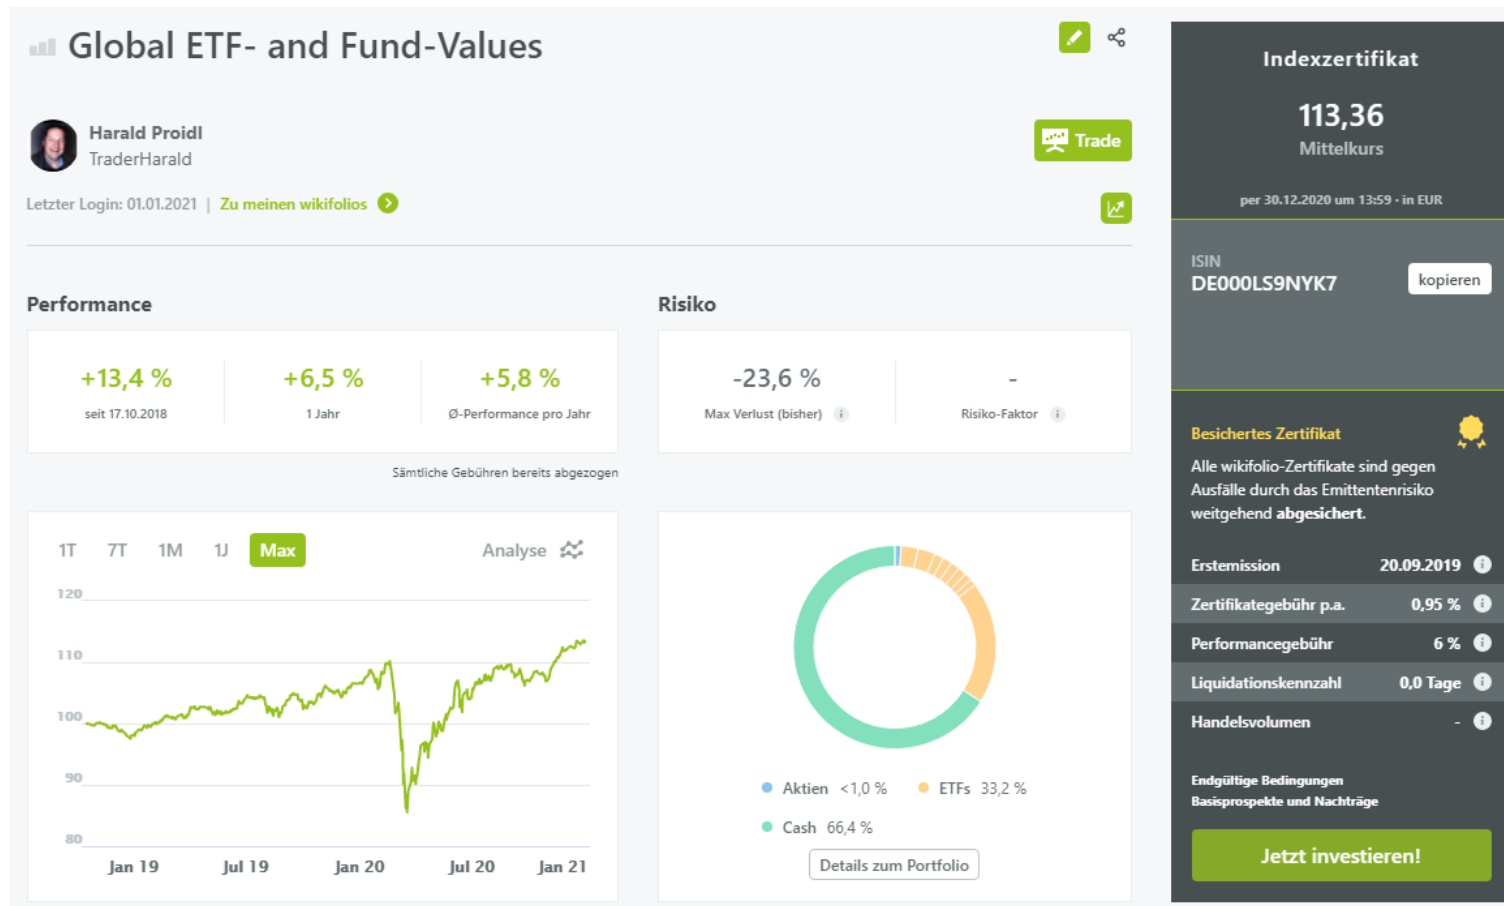 Global ETF- and Fund-Values
Harald Proidl
TraderHarald
Trade
Letzter Login: 01.01.2021 | Zu meinen wikifolios
Performance
+13,4 %
seit 17.10.2018
+6,5 %
1 Jahr
+5,8 %
Ø-Performance pro Jahr
Sämtliche Gebühren bereits abgezogen
Risiko
-23,6 %
Max Verlust (bisher) i
-
Risiko-Faktor i
1T 7T 1M 1J Max Analyse
120
110
100
90
80
Jan 19 Jul 19 Jan 20 Jul 20 Jan 21
Aktien <1,0 % ETFs 33,2 %
Cash 66,4 %
Details zum Portfolio
Indexzertifikat
113,36
Mittelkurs
per 30.12.2020 um 13:59 · in EUR
ISIN
DE000LS9NYK7
kopieren
Besichertes Zertifikat
Alle wikifolio-Zertifikate sind gegen
Ausfälle durch das Emittentenrisiko
weitgehend abgesichert.
Erstemission 20.09.2019 i
Zertifikategebühr p.a. 0,95 % i
Performancegebühr 6 % i
Liquidationskennzahl 0,0 Tage i
Handelsvolumen - i
Endgültige Bedingungen
Basisprospekte und Nachträge
Jetzt investieren!